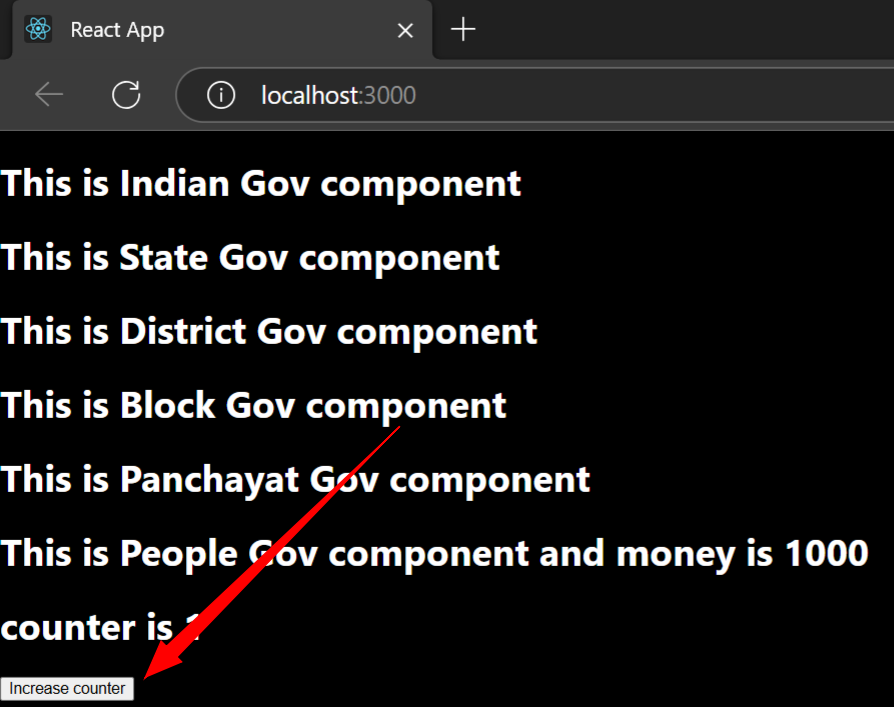 React App
localhost:3000
This is Indian Gov component
This is State Gov component
This is District Gov component
This is Block Gov component
This is Panchayat Gov component
This is People Gov component and money is 1000
counter is 1
Increase counter